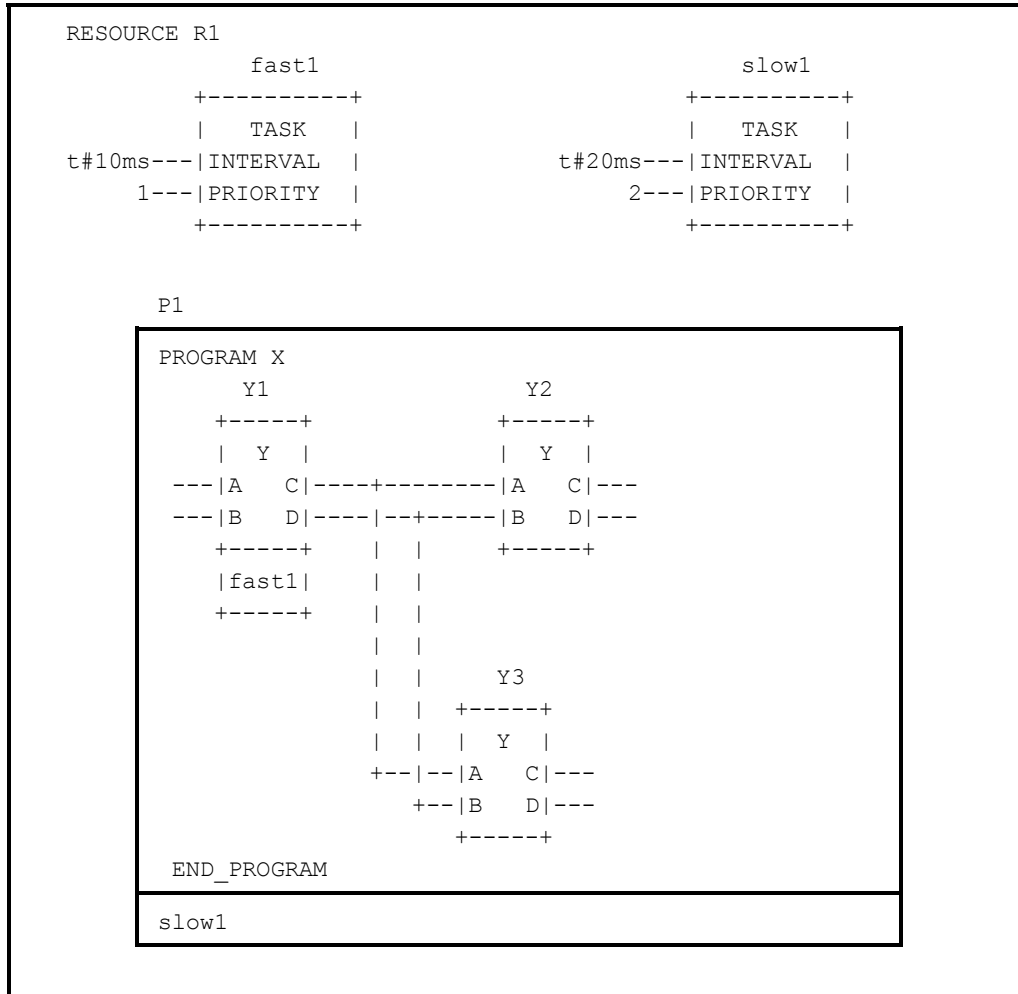 RESOURCE R1
              fast1                                 slow1
          +----------+                          +----------+
          |   TASK   |                          |   TASK   |
t#10ms---|INTERVAL  |                t#20ms---|INTERVAL  |
     1---|PRIORITY  |                     2---|PRIORITY  |
          +----------+                          +----------+
P1
PROGRAM X
      Y1                  Y2
    +-----+             +-----+
    |  Y  |             |  Y  |
 ---|A   C|----+--------|A   C|---
 ---|B   D|----|--+-----|B   D|---
    +-----+    |  |     +-----+
    |fast1|    |  |
    +-----+    |  |
               |  |
               |  |     Y3
               |  |  +-----+
               |  |  |  Y  |
               +--|--|A   C|---
                  +--|B   D|---
                     +-----+
 END_PROGRAM
slow1